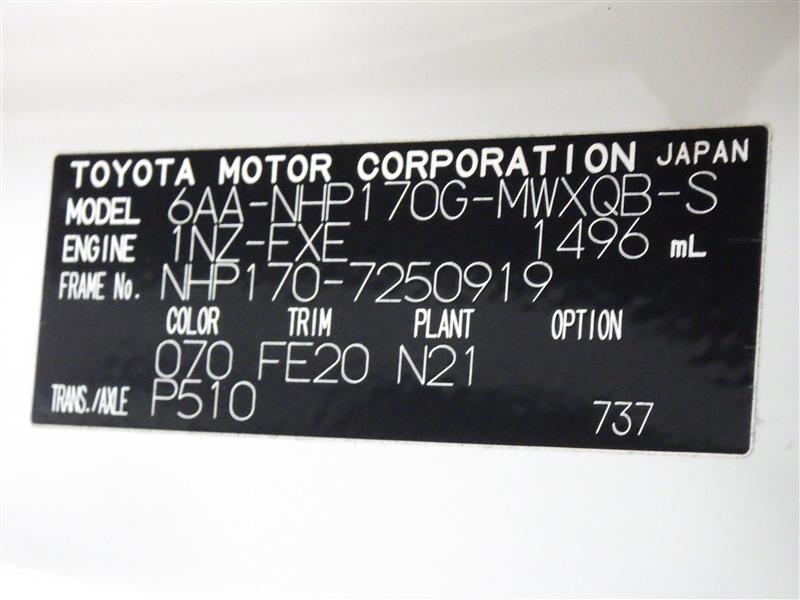 TOYOTA MOTOR CORPORATION JAPAN
MODEL 6AA-NHP170G-MWXQB-S
ENGINE 1NZ-FXE 1496 mL
FRAME No. NHP170-7250919
COLOR TRIM PLANT OPTION
070 FE20 N21
TRANS./AXLE P510 737